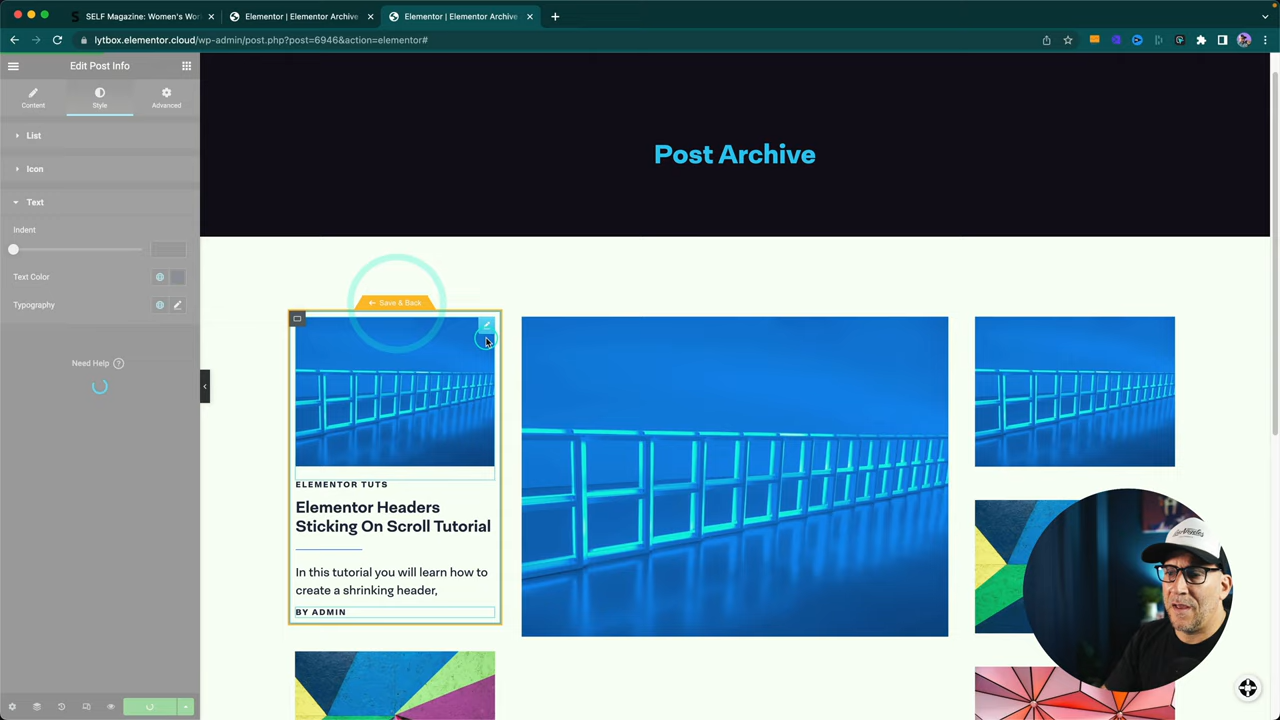 SELF Magazine: Women's Wor
Elementor | Elementor Archive
Elementor | Elementor Archive
lytbox.elementor.cloud/wp-admin/post.php?post=6946&action=elementor#
Edit Post Info
Content
Style
Advanced
List
Icon
Text
Indent
Text Color
Typography
Need Help ?
Post Archive
Save & Back
ELEMENTOR TUTS
Elementor Headers
Sticking On Scroll Tutorial
In this tutorial you will learn how to
create a shrinking header,
BY ADMIN